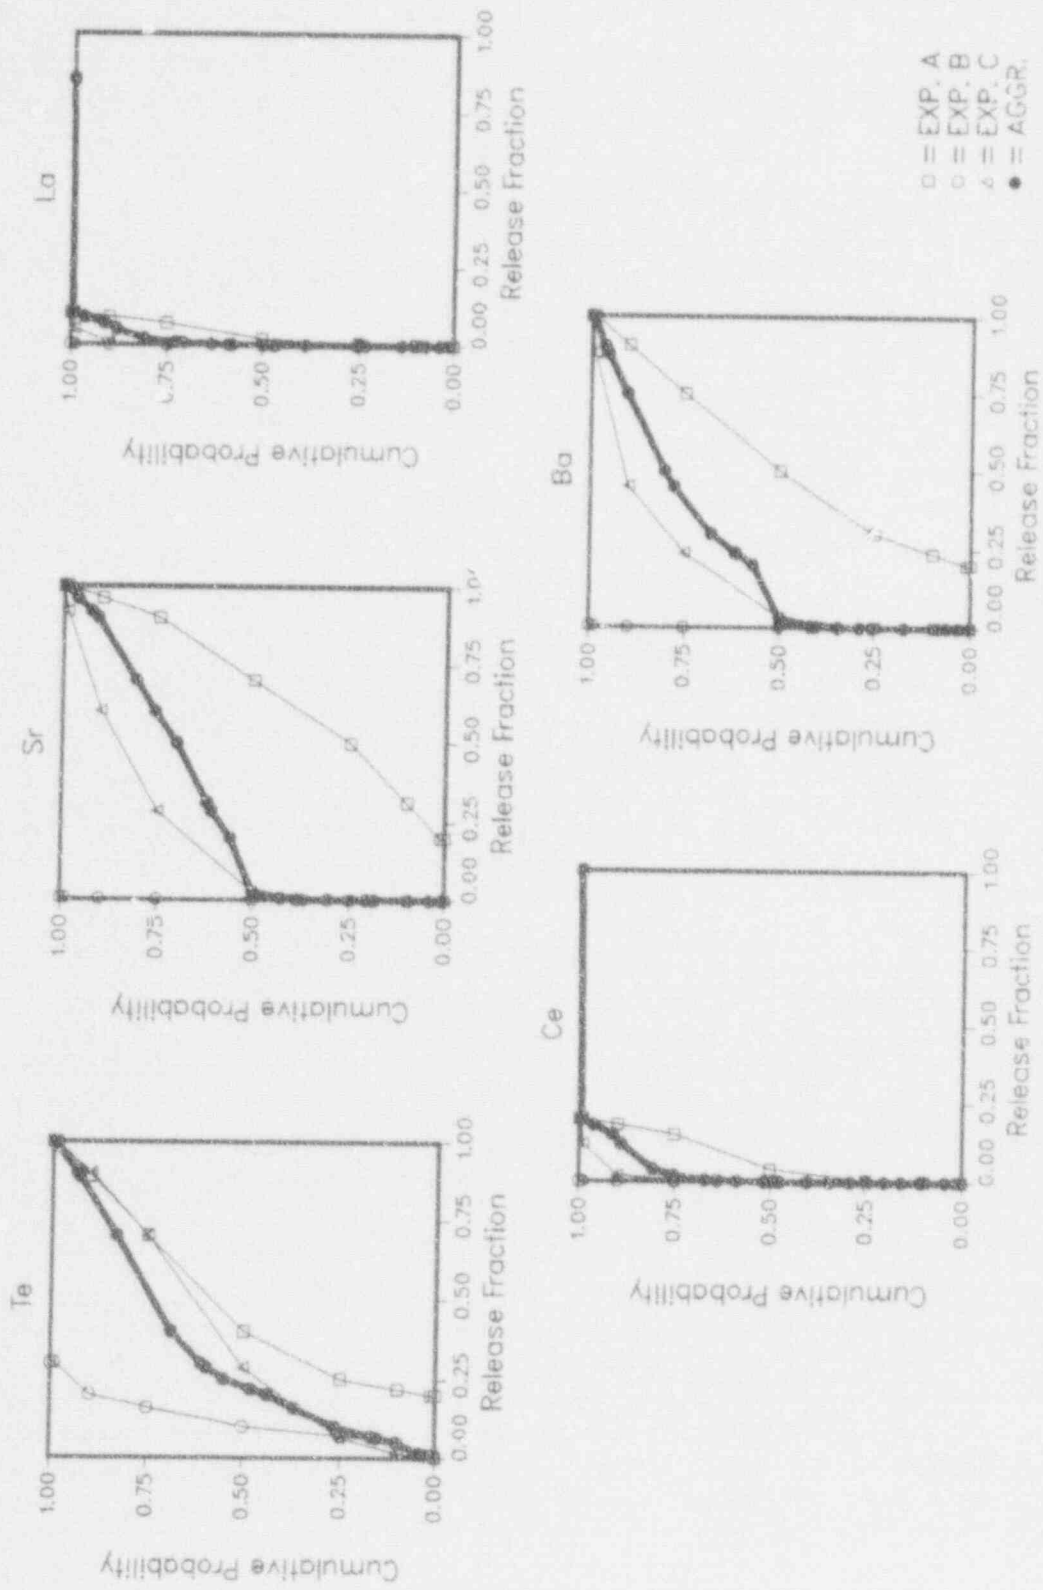 Te
Cumulative Probability
1.00
0.75
0.50
0.25
0.00
0.00 0.25 0.50 0.75 1.00
Release Fraction
Sr
Cumulative Probability
1.00
0.75
0.50
0.25
0.00
0.00 0.25 0.50 0.75
Release Fraction
La
Cumulative Probability
1.00
0.75
0.50
0.25
0.00
0.00 0.25 0.50 0.75 1.00
Release Fraction
Ce
Cumulative Probability
1.00
0.75
0.50
0.25
0.00
0.00 0.25 0.50 0.75 1.00
Release Fraction
Ba
Cumulative Probability
1.00
0.75
0.50
0.25
0.00
0.00 0.25 0.50 0.75 1.00
Release Fraction
□ = EXP. A
○ = EXP. B
△ = EXP. C
● = AGGR.